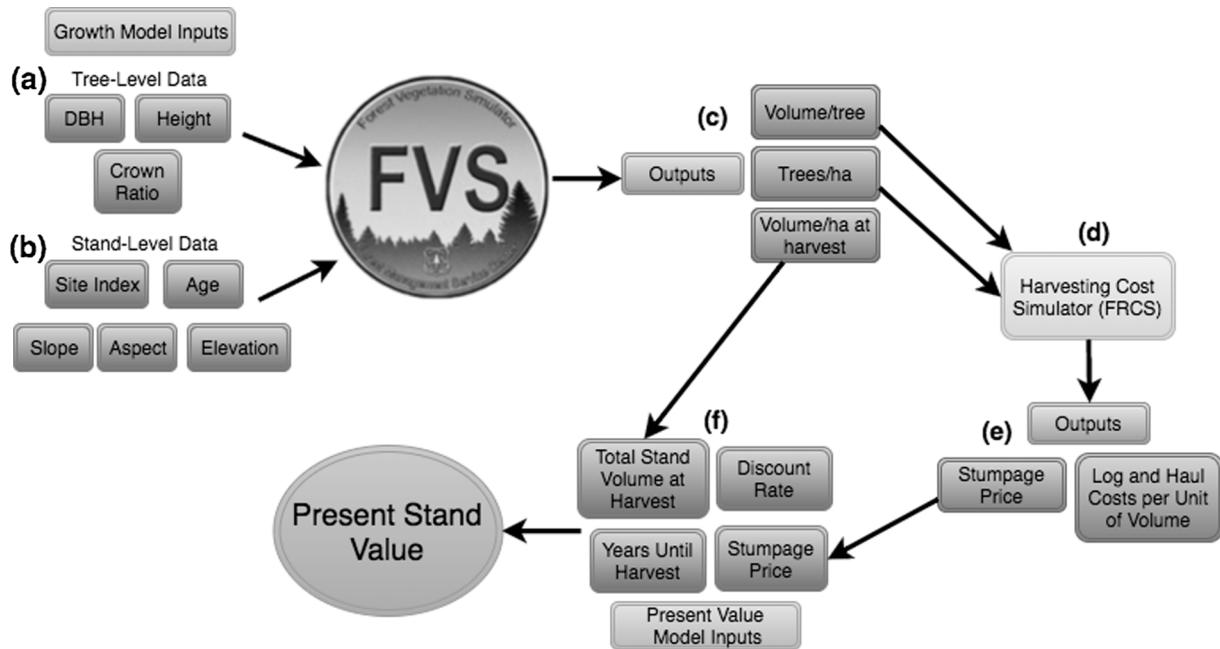 Growth Model Inputs
(a)
Tree-Level Data
DBH
Height
Crown
Ratio
(b)
Stand-Level Data
Site Index
Age
Slope
Aspect
Elevation
Forest Vegetation Simulator
FVS
Management Service
(c)
Outputs
Volume/tree
Trees/ha
Volume/ha at
harvest
(d)
Harvesting Cost
Simulator (FRCS)
Outputs
(e)
Stumpage
Price
Log and Haul
Costs per Unit
of Volume
(f)
Total Stand
Volume at
Harvest
Discount
Rate
Years Until
Harvest
Stumpage
Price
Present Value
Model Inputs
Present Stand
Value